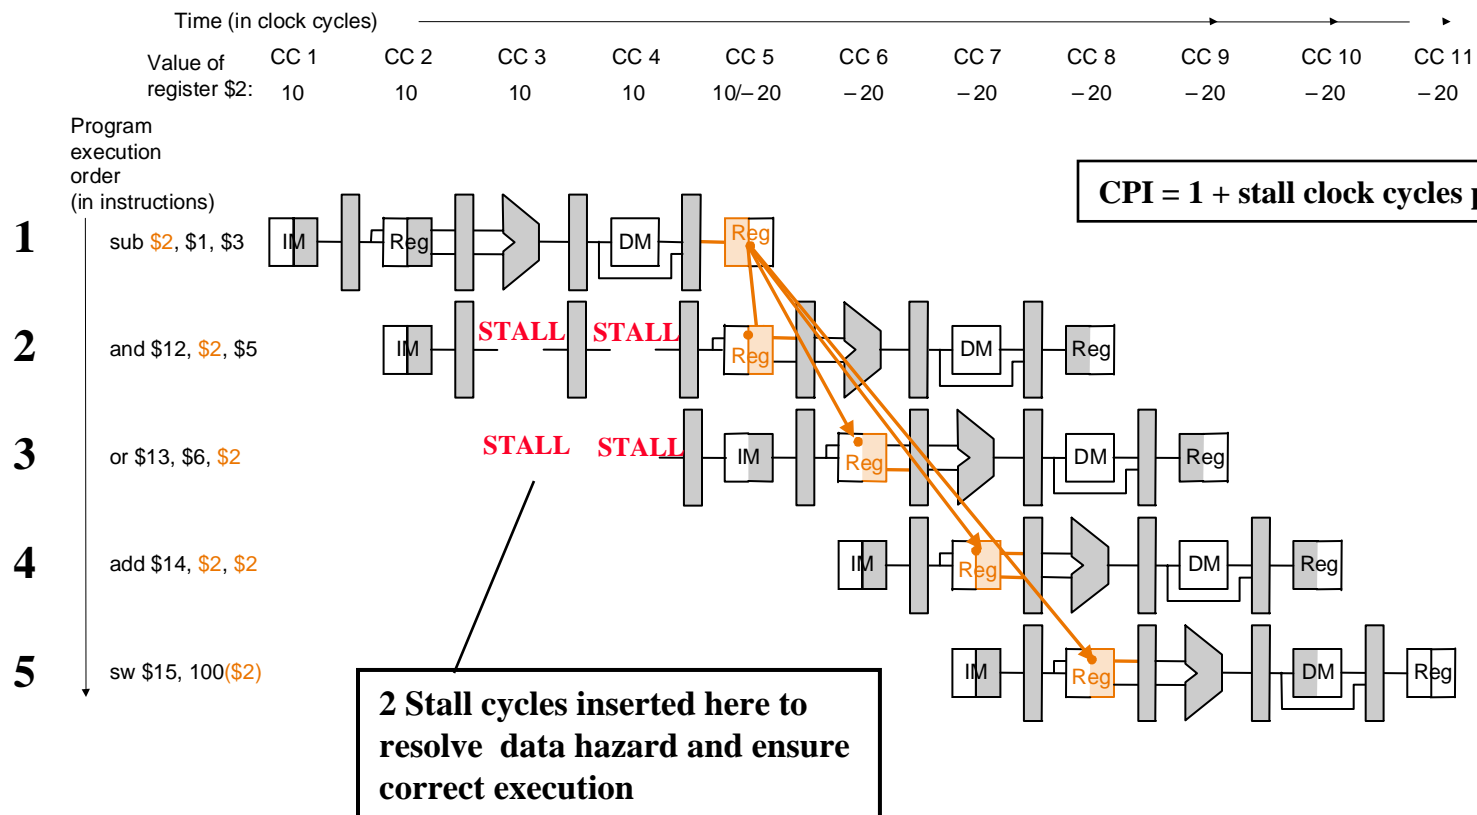 Time (in clock cycles)
CC 1 CC 2 CC 3 CC 4 CC 5 CC 6 CC 7 CC 8 CC 9 CC 10 CC 11
Value of
register $2:
10 10 10 10 10/–20 –20 –20 –20 –20 –20 –20
Program
execution
order
(in instructions)
CPI = 1 + stall clock cycles p
1 sub $2, $1, $3 IM Reg DM Reg
2 and $12, $2, $5 IM STALL STALL Reg DM Reg
3 or $13, $6, $2 STALL STALL IM Reg DM Reg
4 add $14, $2, $2 IM Reg DM Reg
5 sw $15, 100($2) IM Reg DM Reg
2 Stall cycles inserted here to
resolve data hazard and ensure
correct execution